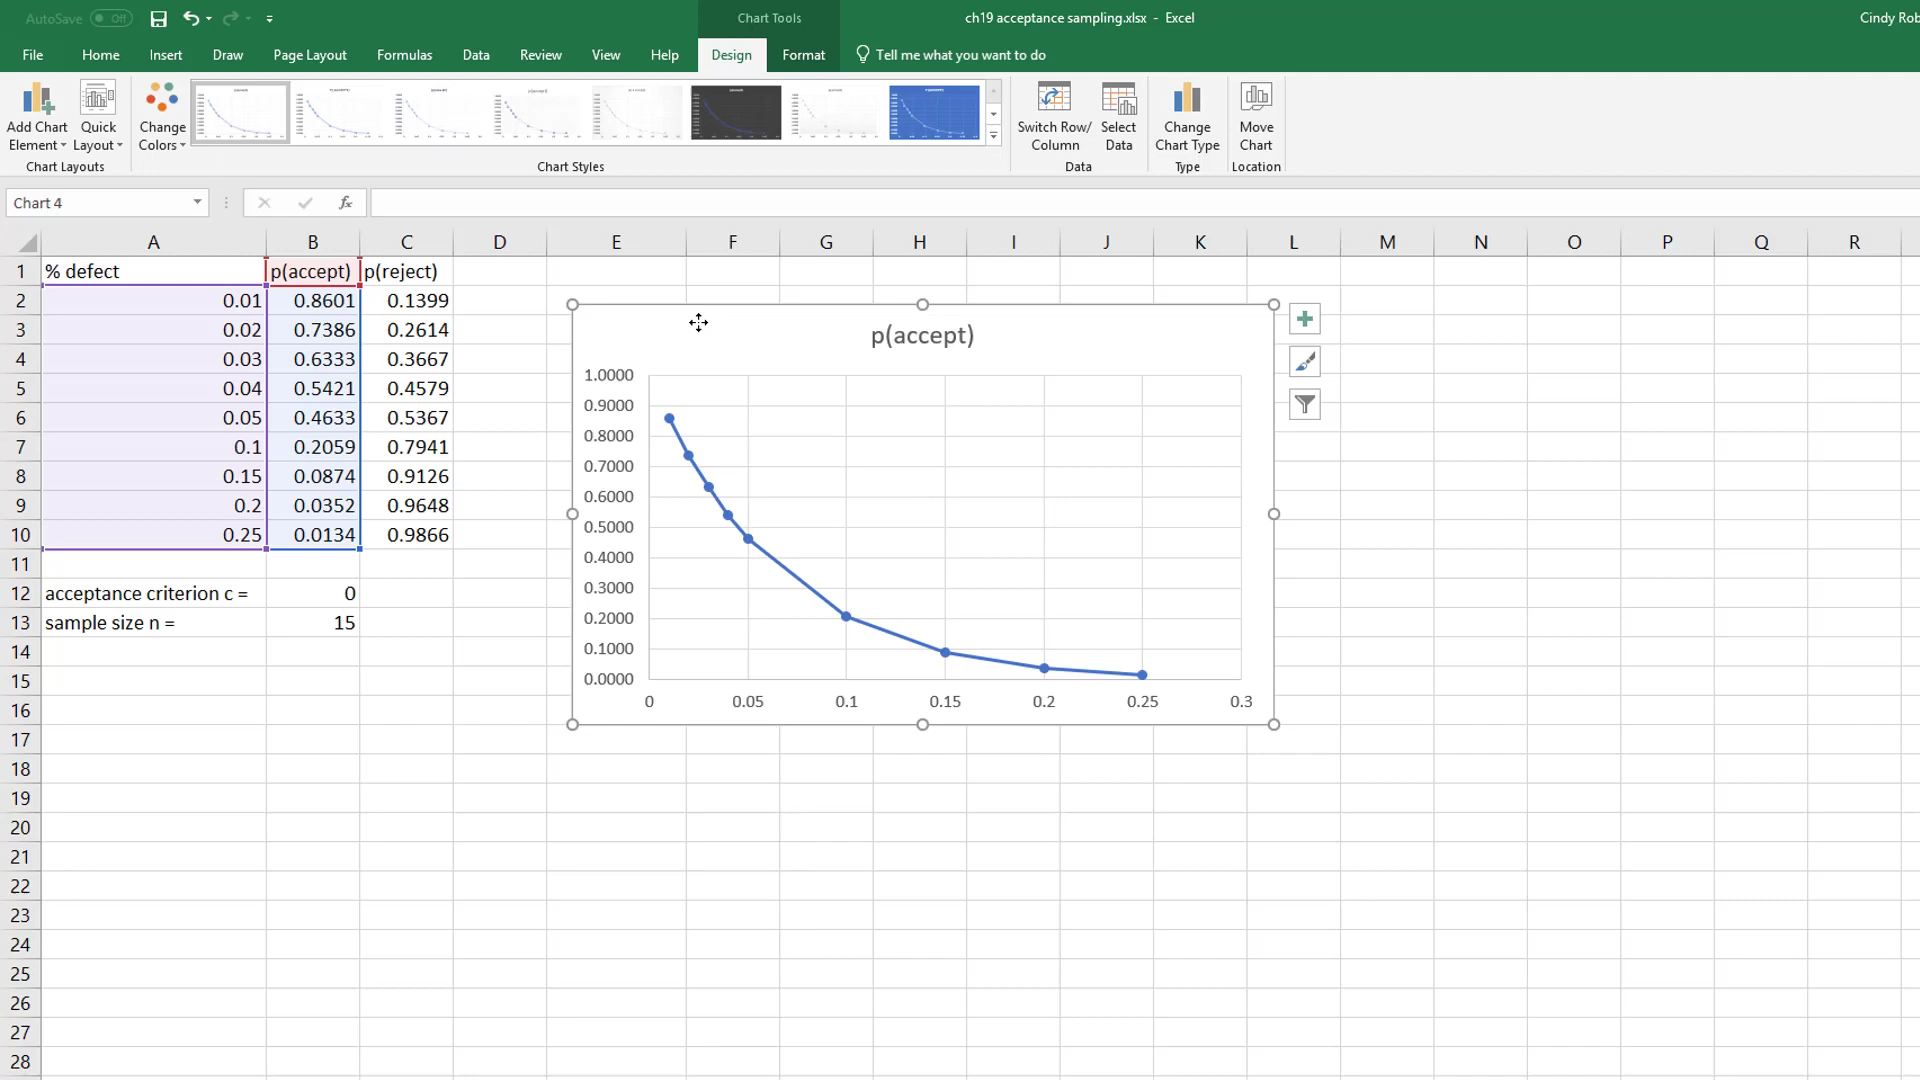 AutoSave Off
Chart Tools
ch19 acceptance sampling.xlsx - Excel
Cindy Rob
File Home Insert Draw Page Layout Formulas Data Review View Help Design Format Tell me what you want to do
Add Chart Element
Quick Layout
Change Colors
Switch Row/ Column
Select Data
Change Chart Type
Move Chart
Chart Layouts
Chart Styles
Data
Type
Location
Chart 4
fx
A B C D E F G H I J K L M N O P Q R
1 % defect p(accept) p(reject)
2 0.01 0.8601 0.1399
3 0.02 0.7386 0.2614
4 0.03 0.6333 0.3667
5 0.04 0.5421 0.4579
6 0.05 0.4633 0.5367
7 0.1 0.2059 0.7941
8 0.15 0.0874 0.9126
9 0.2 0.0352 0.9648
10 0.25 0.0134 0.9866
11
12 acceptance criterion c = 0
13 sample size n = 15
14
15
16
17
18
19
20
21
22
23
24
25
26
27
28
p(accept)
1.0000
0.9000
0.8000
0.7000
0.6000
0.5000
0.4000
0.3000
0.2000
0.1000
0.0000
0 0.05 0.1 0.15 0.2 0.25 0.3